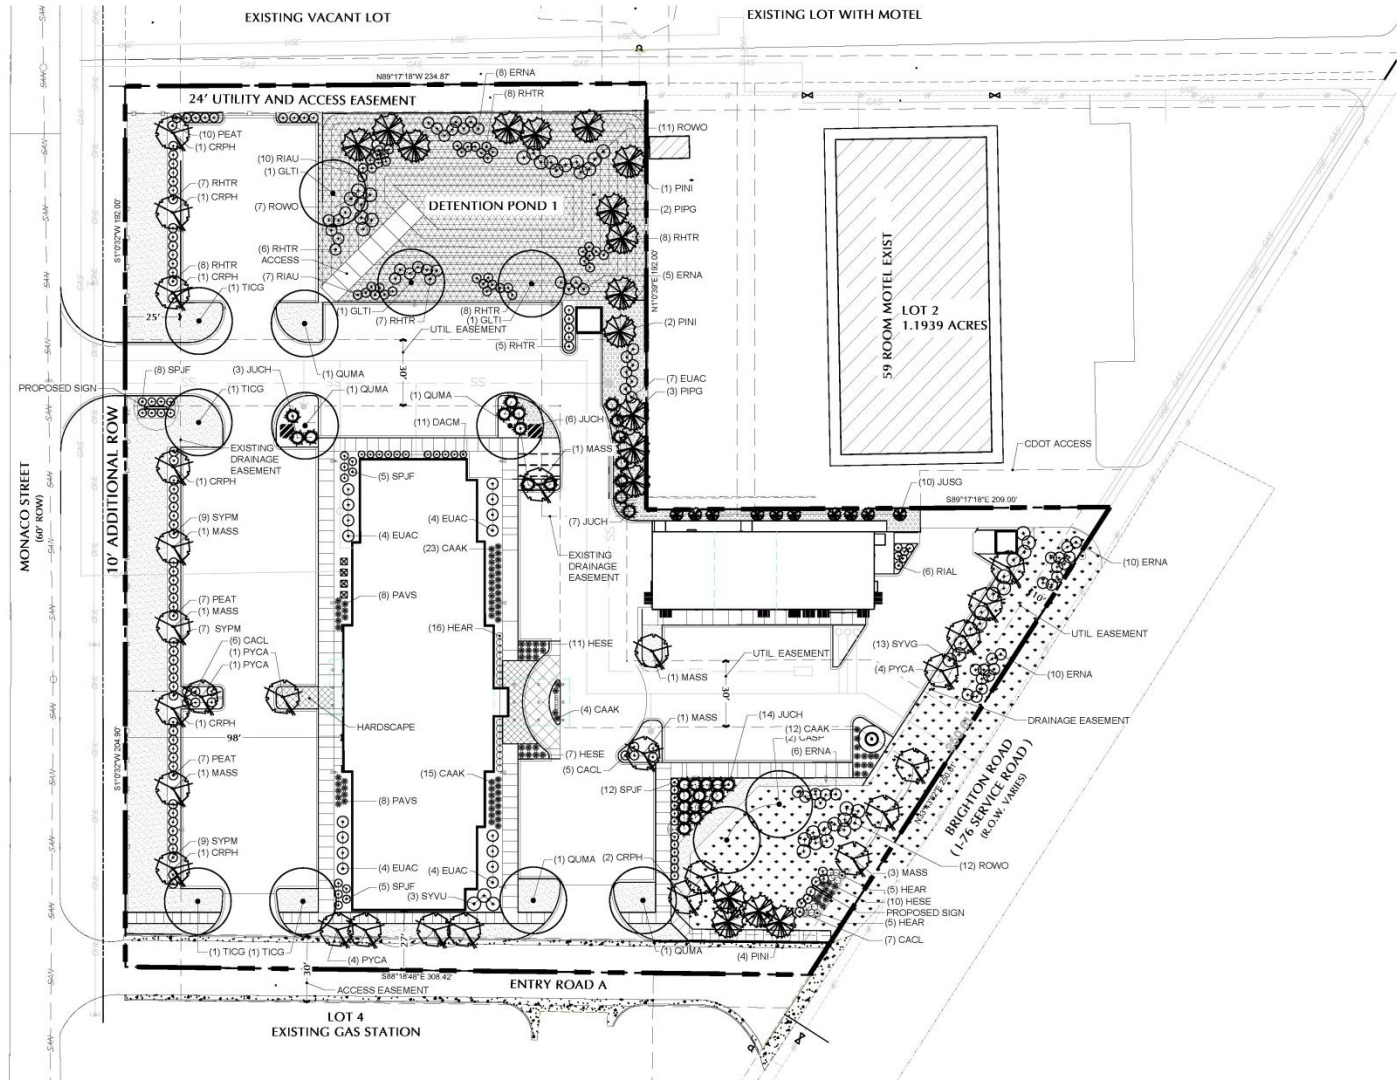 EXISTING VACANT LOT
EXISTING LOT WITH MOTEL
UGE
UGE
UGE
GAS
GAS
N89°17'18"W 234.87'
(8) ERNA
(8) RHTR
24' UTILITY AND ACCESS EASEMENT
(10) PEAT
(1) CRPH
(11) ROWO
(10) RIAU
(1) GLTI
(7) RHTR
(1) CRPH
(7) ROWO
DETENTION POND 1
(1) PINI
(2) PIPG
(8) RHTR
(6) RHTR
ACCESS
(7) RIAU
(8) RHTR
(1) CRPH
(1) TICG
(5) ERNA
S1°0'32"W 192.00'
N1°0'39"E 192.00'
25'
(1) GLTI
(7) RHTR
(8) RHTR
(1) GLTI
UTIL. EASEMENT
(2) PINI
(5) RHTR
59 ROOM MOTEL EXIST
LOT 2
1.1939 ACRES
(8) SPJF
(3) JUCH
(1) QUMA
30'
(7) EUAC
(3) PIPG
PROPOSED SIGN
(1) TICG
(1) QUMA
(1) QUMA
(11) DACM
(6) JUCH
EXISTING
DRAINAGE
EASEMENT
(1) MASS
CDOT ACCESS
(1) CRPH
(5) SPJF
(10) JUSG
S89°17'18"E 209.00'
MONACO STREET
(60' ROW)
10' ADDITIONAL ROW
(9) SYPM
(1) MASS
(4) EUAC
(4) EUAC
(23) CAAK
(7) JUCH
EXISTING
DRAINAGE
EASEMENT
(10) ERNA
(6) RIAL
(7) PEAT
(1) MASS
(7) SYPM
(8) PAVS
10'
(16) HEAR
(11) HESE
UTIL. EASEMENT
(6) CACL
(1) PYCA
(1) PYCA
UTIL. EASEMENT
(13) SYVG
(4) PYCA
(10) ERNA
(1) MASS
30'
(4) CAAK
(1) MASS
(14) JUCH
(12) CAAK
(2) CASP
(6) ERNA
DRAINAGE EASEMENT
(1) CRPH
HARDSCAPE
98'
(7) HESE
(5) CACL
(7) PEAT
(1) MASS
S1°0'32"W 204.90'
(15) CAAK
(8) PAVS
(12) SPJF
BRIGHTON ROAD
( I-76 SERVICE ROAD )
(R.O.W. VARIES)
(9) SYPM
(1) CRPH
(4) EUAC
(4) EUAC
(1) QUMA
(2) CRPH
(12) ROWO
(3) MASS
(5) HEAR
(10) HESE
PROPOSED SIGN
(5) HEAR
(7) CACL
(5) SPJF
(3) SYVU
(1) TICG
(1) TICG
(4) PYCA
27'
(1) QUMA
(4) PINI
30'
S88°18'48"E 308.42'
ACCESS EASEMENT
ENTRY ROAD A
LOT 4
EXISTING GAS STATION